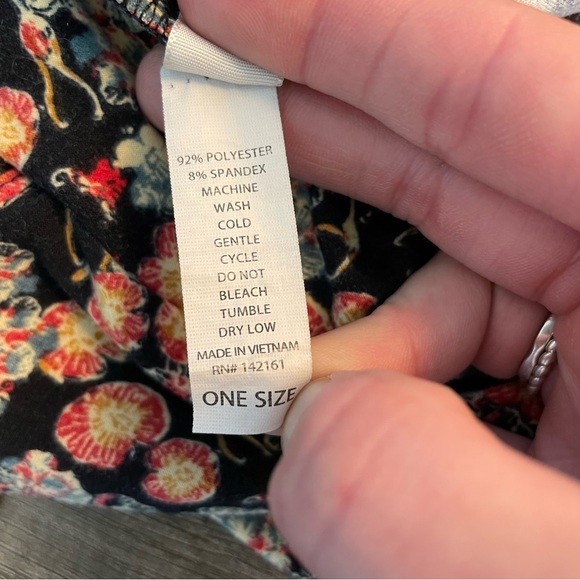 92% POLYESTER
8% SPANDEX
MACHINE
WASH
COLD
GENTLE
CYCLE
DO NOT
BLEACH
TUMBLE
DRY LOW
MADE IN VIETNAM
RN# 142161
ONE SIZE